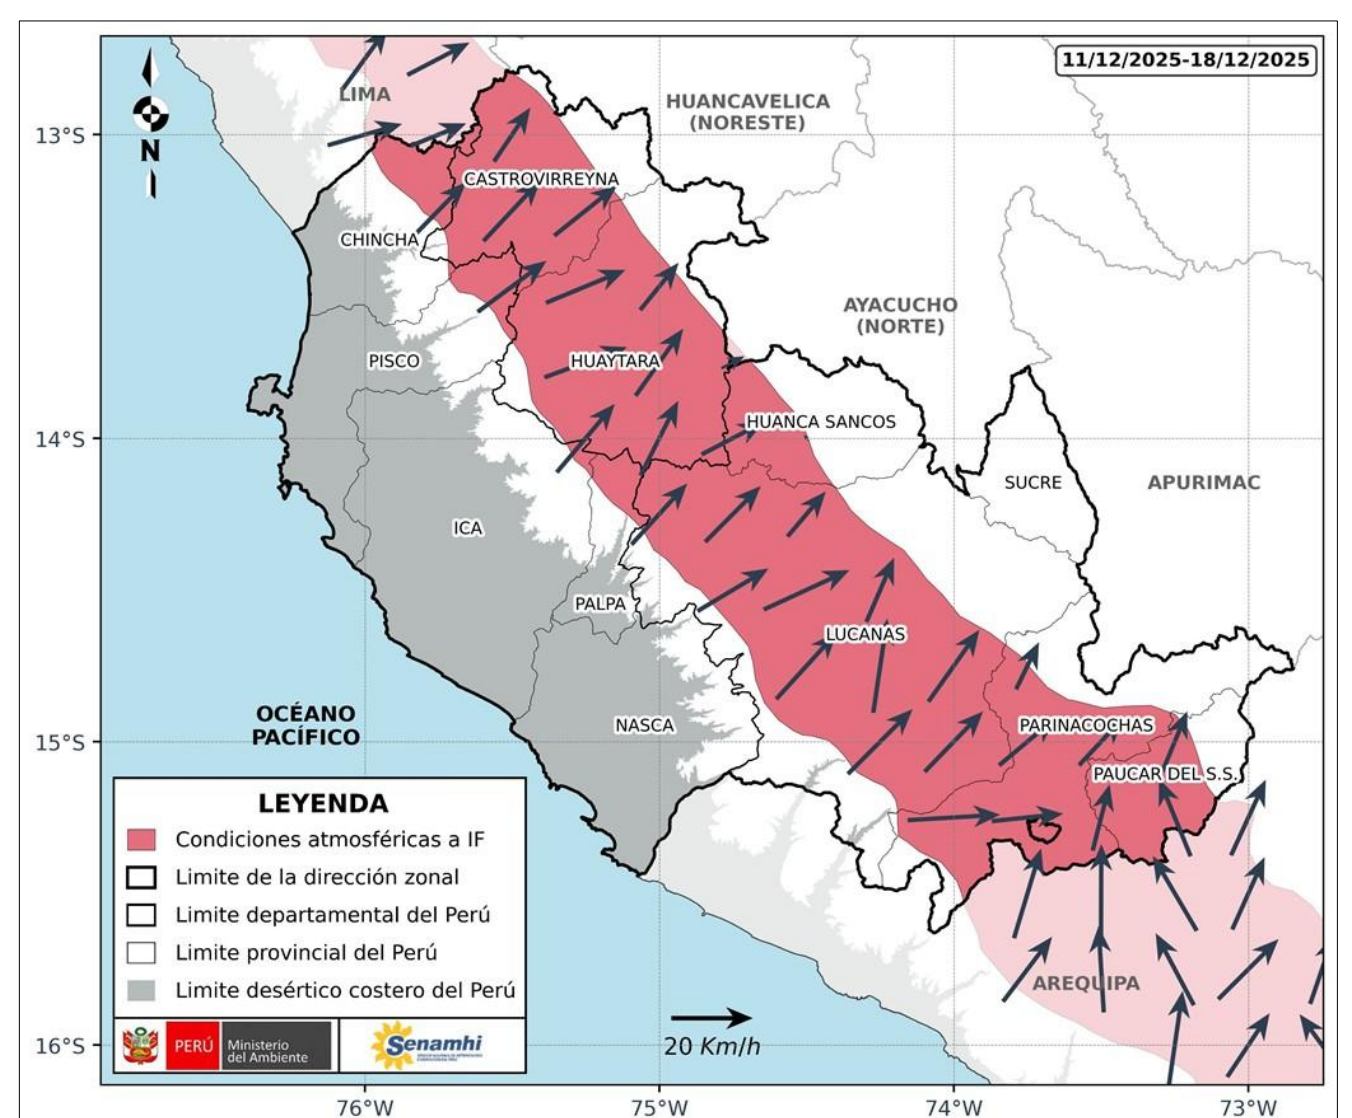 11/12/2025-18/12/2025
LIMA
HUANCAVELICA
(NORESTE)
13°S
CASTROVIRREYNA
N
CHINCHA
AYACUCHO
(NORTE)
PISCO
HUAYTARA
HUANCA SANCOS
14°S
SUCRE
APURIMAC
ICA
PALPA
LUCANAS
OCÉANO
PACÍFICO
NASCA
PARINACOCHAS
15°S
PAUCAR DEL S.S.
LEYENDA
Condiciones atmosféricas a IF
Limite de la dirección zonal
Limite departamental del Perú
Limite provincial del Perú
Limite desértico costero del Perú
AREQUIPA
PERÚ
Ministerio
del Ambiente
Senamhi
20 Km/h
16°S
76°W
75°W
74°W
73°W